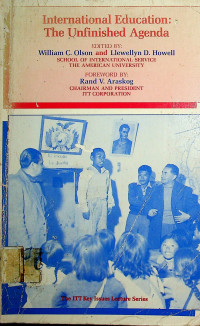 International Education:
The Unfinished Agenda
EDITED BY:
William C. Olson and Llewellyn D. Howell
SCHOOL OF INTERNATIONAL SERVICE
THE AMERICAN UNIVERSITY
FOREWORD BY:
Rand V. Araskog
CHAIRMAN AND PRESIDENT
ITT CORPORATION
The ITT Key Issues Lecture Series